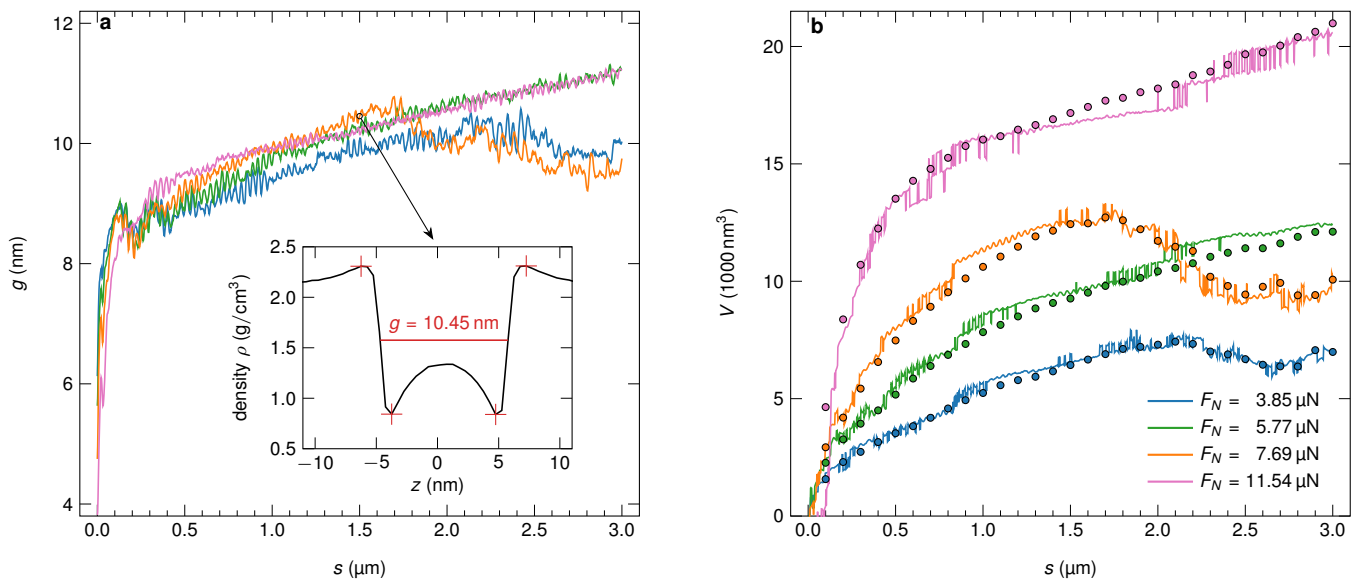 a
12
10
8
6
4
g (nm)
0.0 0.5 1.0 1.5 2.0 2.5 3.0
s (μm)
2.5
2.0
1.5
1.0
0.5
density ρ (g/cm³)
g = 10.45 nm
−10 −5 0 5 10
z (nm)
b
20
15
10
5
0
V (1000 nm³)
F_N = 3.85 μN
F_N = 5.77 μN
F_N = 7.69 μN
F_N = 11.54 μN
0.0 0.5 1.0 1.5 2.0 2.5 3.0
s (μm)